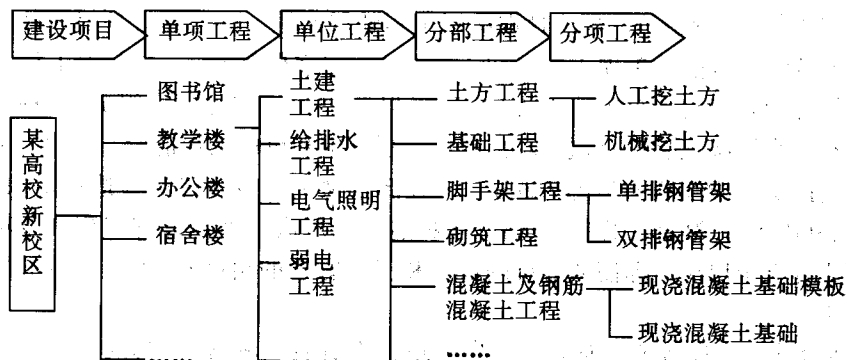 建设项目 单项工程 单位工程 分部工程 分项工程
图书馆 土建 土方工程 人工挖土方
工程
某高校新校区 教学楼 给排水 基础工程 机械挖土方
工程
办公楼 电气照明 脚手架工程 单排钢管架
工程
宿舍楼 弱电 砌筑工程 双排钢管架
工程
混凝土及钢筋 现浇混凝土基础模板
混凝土工程
现浇混凝土基础
…… ……